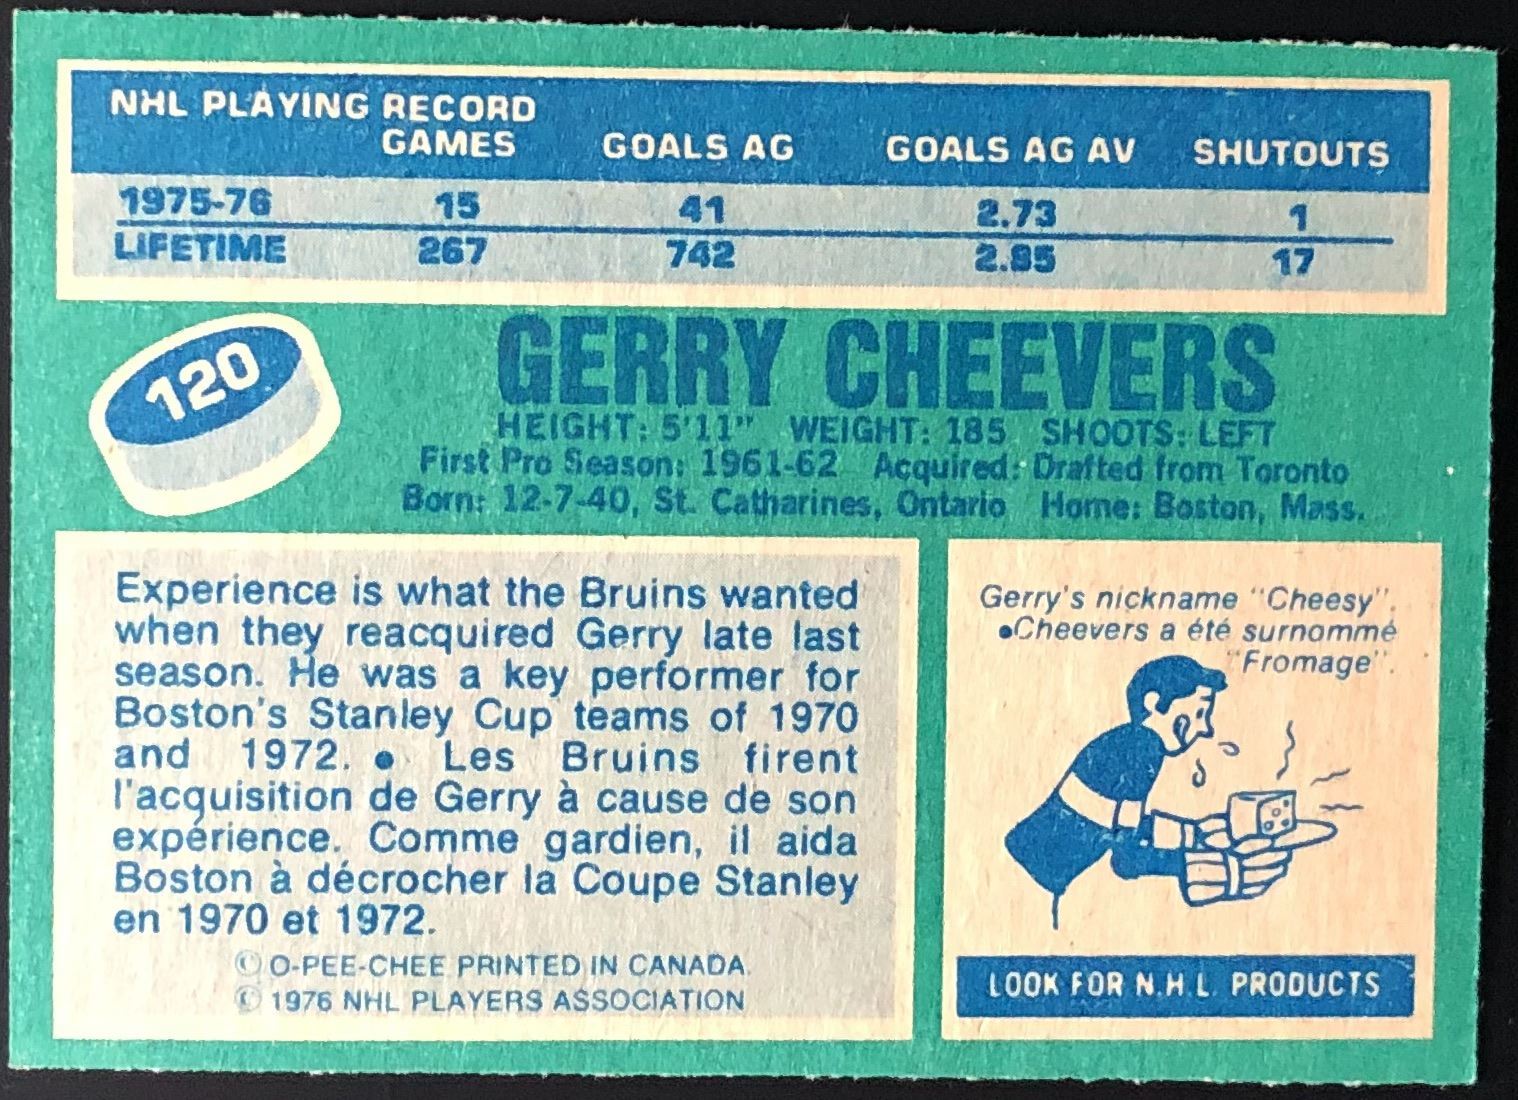 NHL PLAYING RECORD
GAMES GOALS AG GOALS AG AV SHUTOUTS
1975-76 15 41 2.73 1
LIFETIME 267 742 2.85 17
120
GERRY CHEEVERS
HEIGHT: 5'11" WEIGHT: 185 SHOOTS: LEFT
First Pro Season: 1961-62 Acquired: Drafted from Toronto
Born: 12-7-40, St. Catharines, Ontario Home: Boston, Mass.
Experience is what the Bruins wanted
when they reacquired Gerry late last
season. He was a key performer for
Boston's Stanley Cup teams of 1970
and 1972. • Les Bruins firent
l'acquisition de Gerry à cause de son
expérience. Comme gardien, il aida
Boston à décrocher la Coupe Stanley
en 1970 et 1972.
© O-PEE-CHEE PRINTED IN CANADA
© 1976 NHL PLAYERS ASSOCIATION
Gerry's nickname "Cheesy".
•Cheevers a été surnommé
"Fromage".
LOOK FOR N.H.L. PRODUCTS